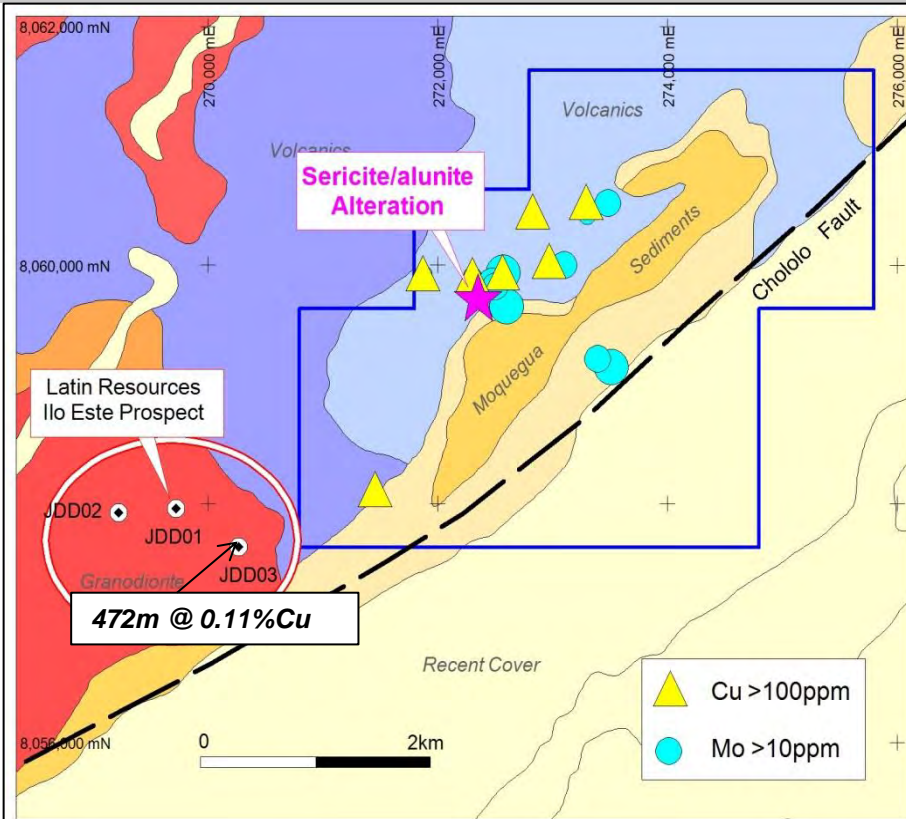 8,062,000 mN
270,000 mE
272,000 mE
274,000 mE
276,000 mE
Volcanics
Volcanics
Sericite/alunite
Alteration
Sediments
8,060,000 mN
Chololo Fault
Moquegua
Latin Resources
Ilo Este Prospect
JDD02
JDD01
JDD03
Granodiorite
472m @ 0.11%Cu
Recent Cover
Cu >100ppm
8,056,000 mN
0
2km
Mo >10ppm